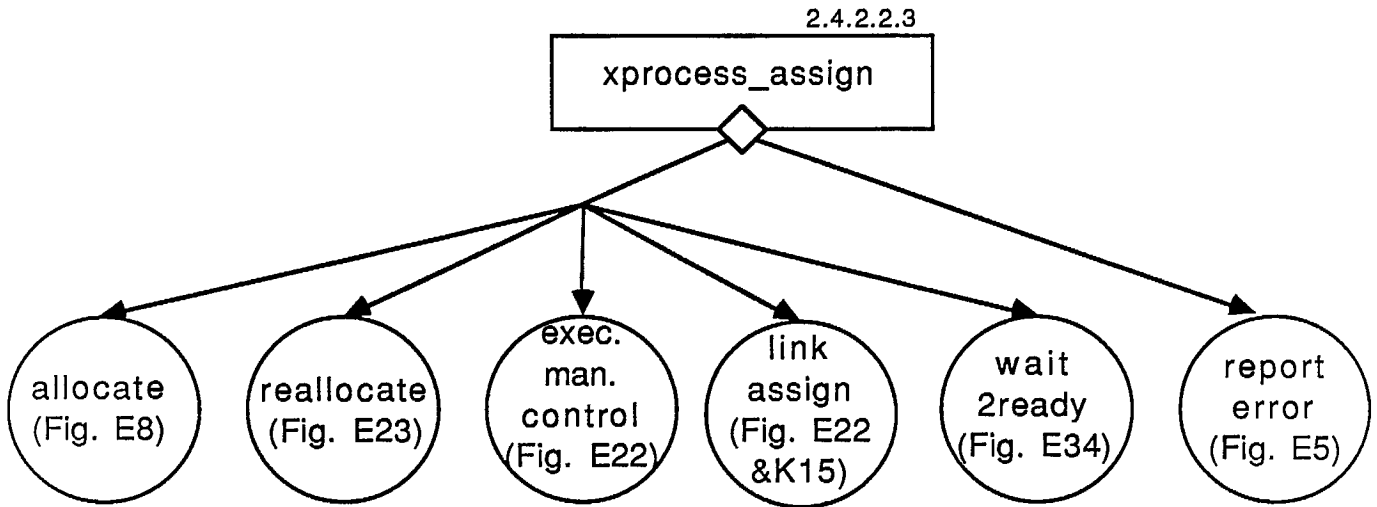 2.4.2.2.3
xprocess_assign
allocate
(Fig. E8)
reallocate
(Fig. E23)
exec.
man.
control
(Fig. E22)
link
assign
(Fig. E22
&K15)
wait
2ready
(Fig. E34)
report
error
(Fig. E5)